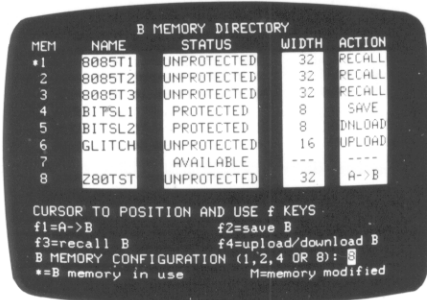 B MEMORY DIRECTORY
MEM NAME STATUS WIDTH ACTION
*1 8085T1 UNPROTECTED 32 RECALL
2 8085T2 UNPROTECTED 32 RECALL
3 8085T3 UNPROTECTED 32 RECALL
4 BITSL1 PROTECTED 8 SAVE
5 BITSL2 PROTECTED 8 DNLOAD
6 GLITCH UNPROTECTED 16 UPLOAD
7 AVAILABLE --- ----
8 Z80TST UNPROTECTED 32 A->B
CURSOR TO POSITION AND USE f KEYS
f1=A->B f2=save B
f3=recall B f4=upload/download B
B MEMORY CONFIGURATION (1,2,4 OR 8): 8
*=B memory in use M=memory modified